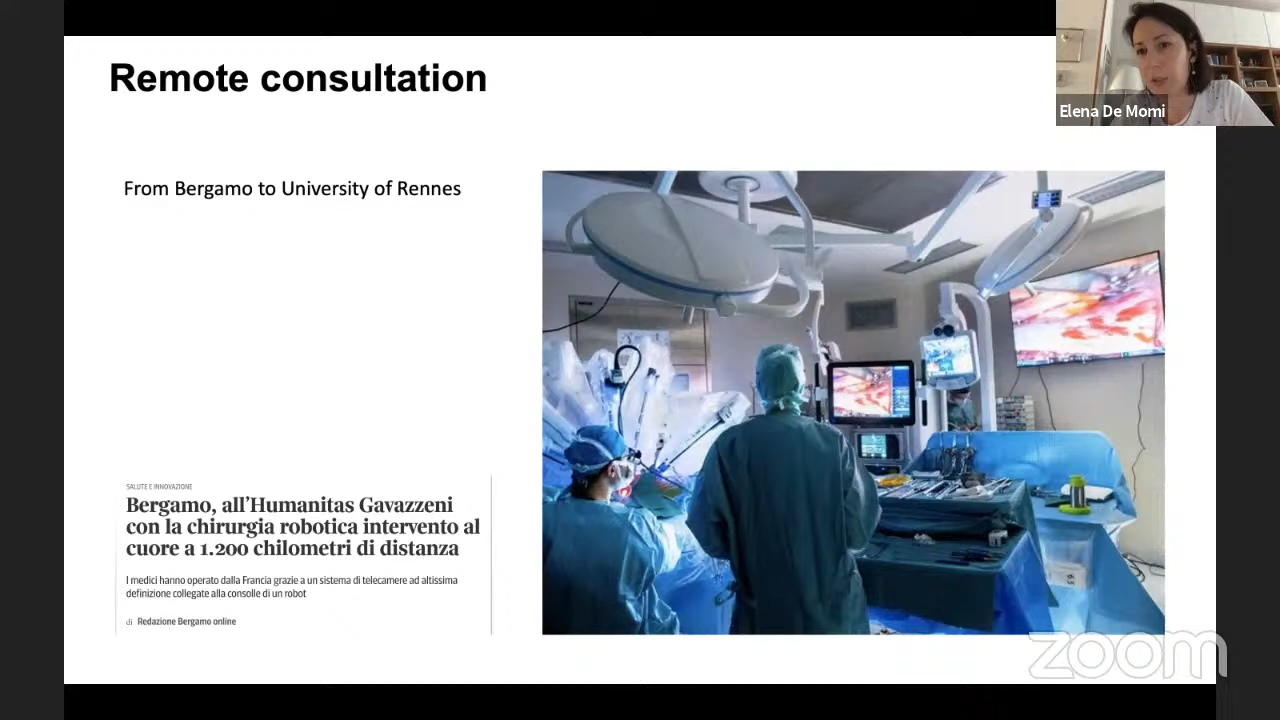 Remote consultation
Elena De Momi
From Bergamo to University of Rennes
SALUTE E INNOVAZIONE
Bergamo, all'Humanitas Gavazzeni
con la chirurgia robotica intervento al
cuore a 1.200 chilometri di distanza
I medici hanno operato dalla Francia grazie a un sistema di telecamere ad altissima
definizione collegate alla consolle di un robot
di Redazione Bergamo online
zoom